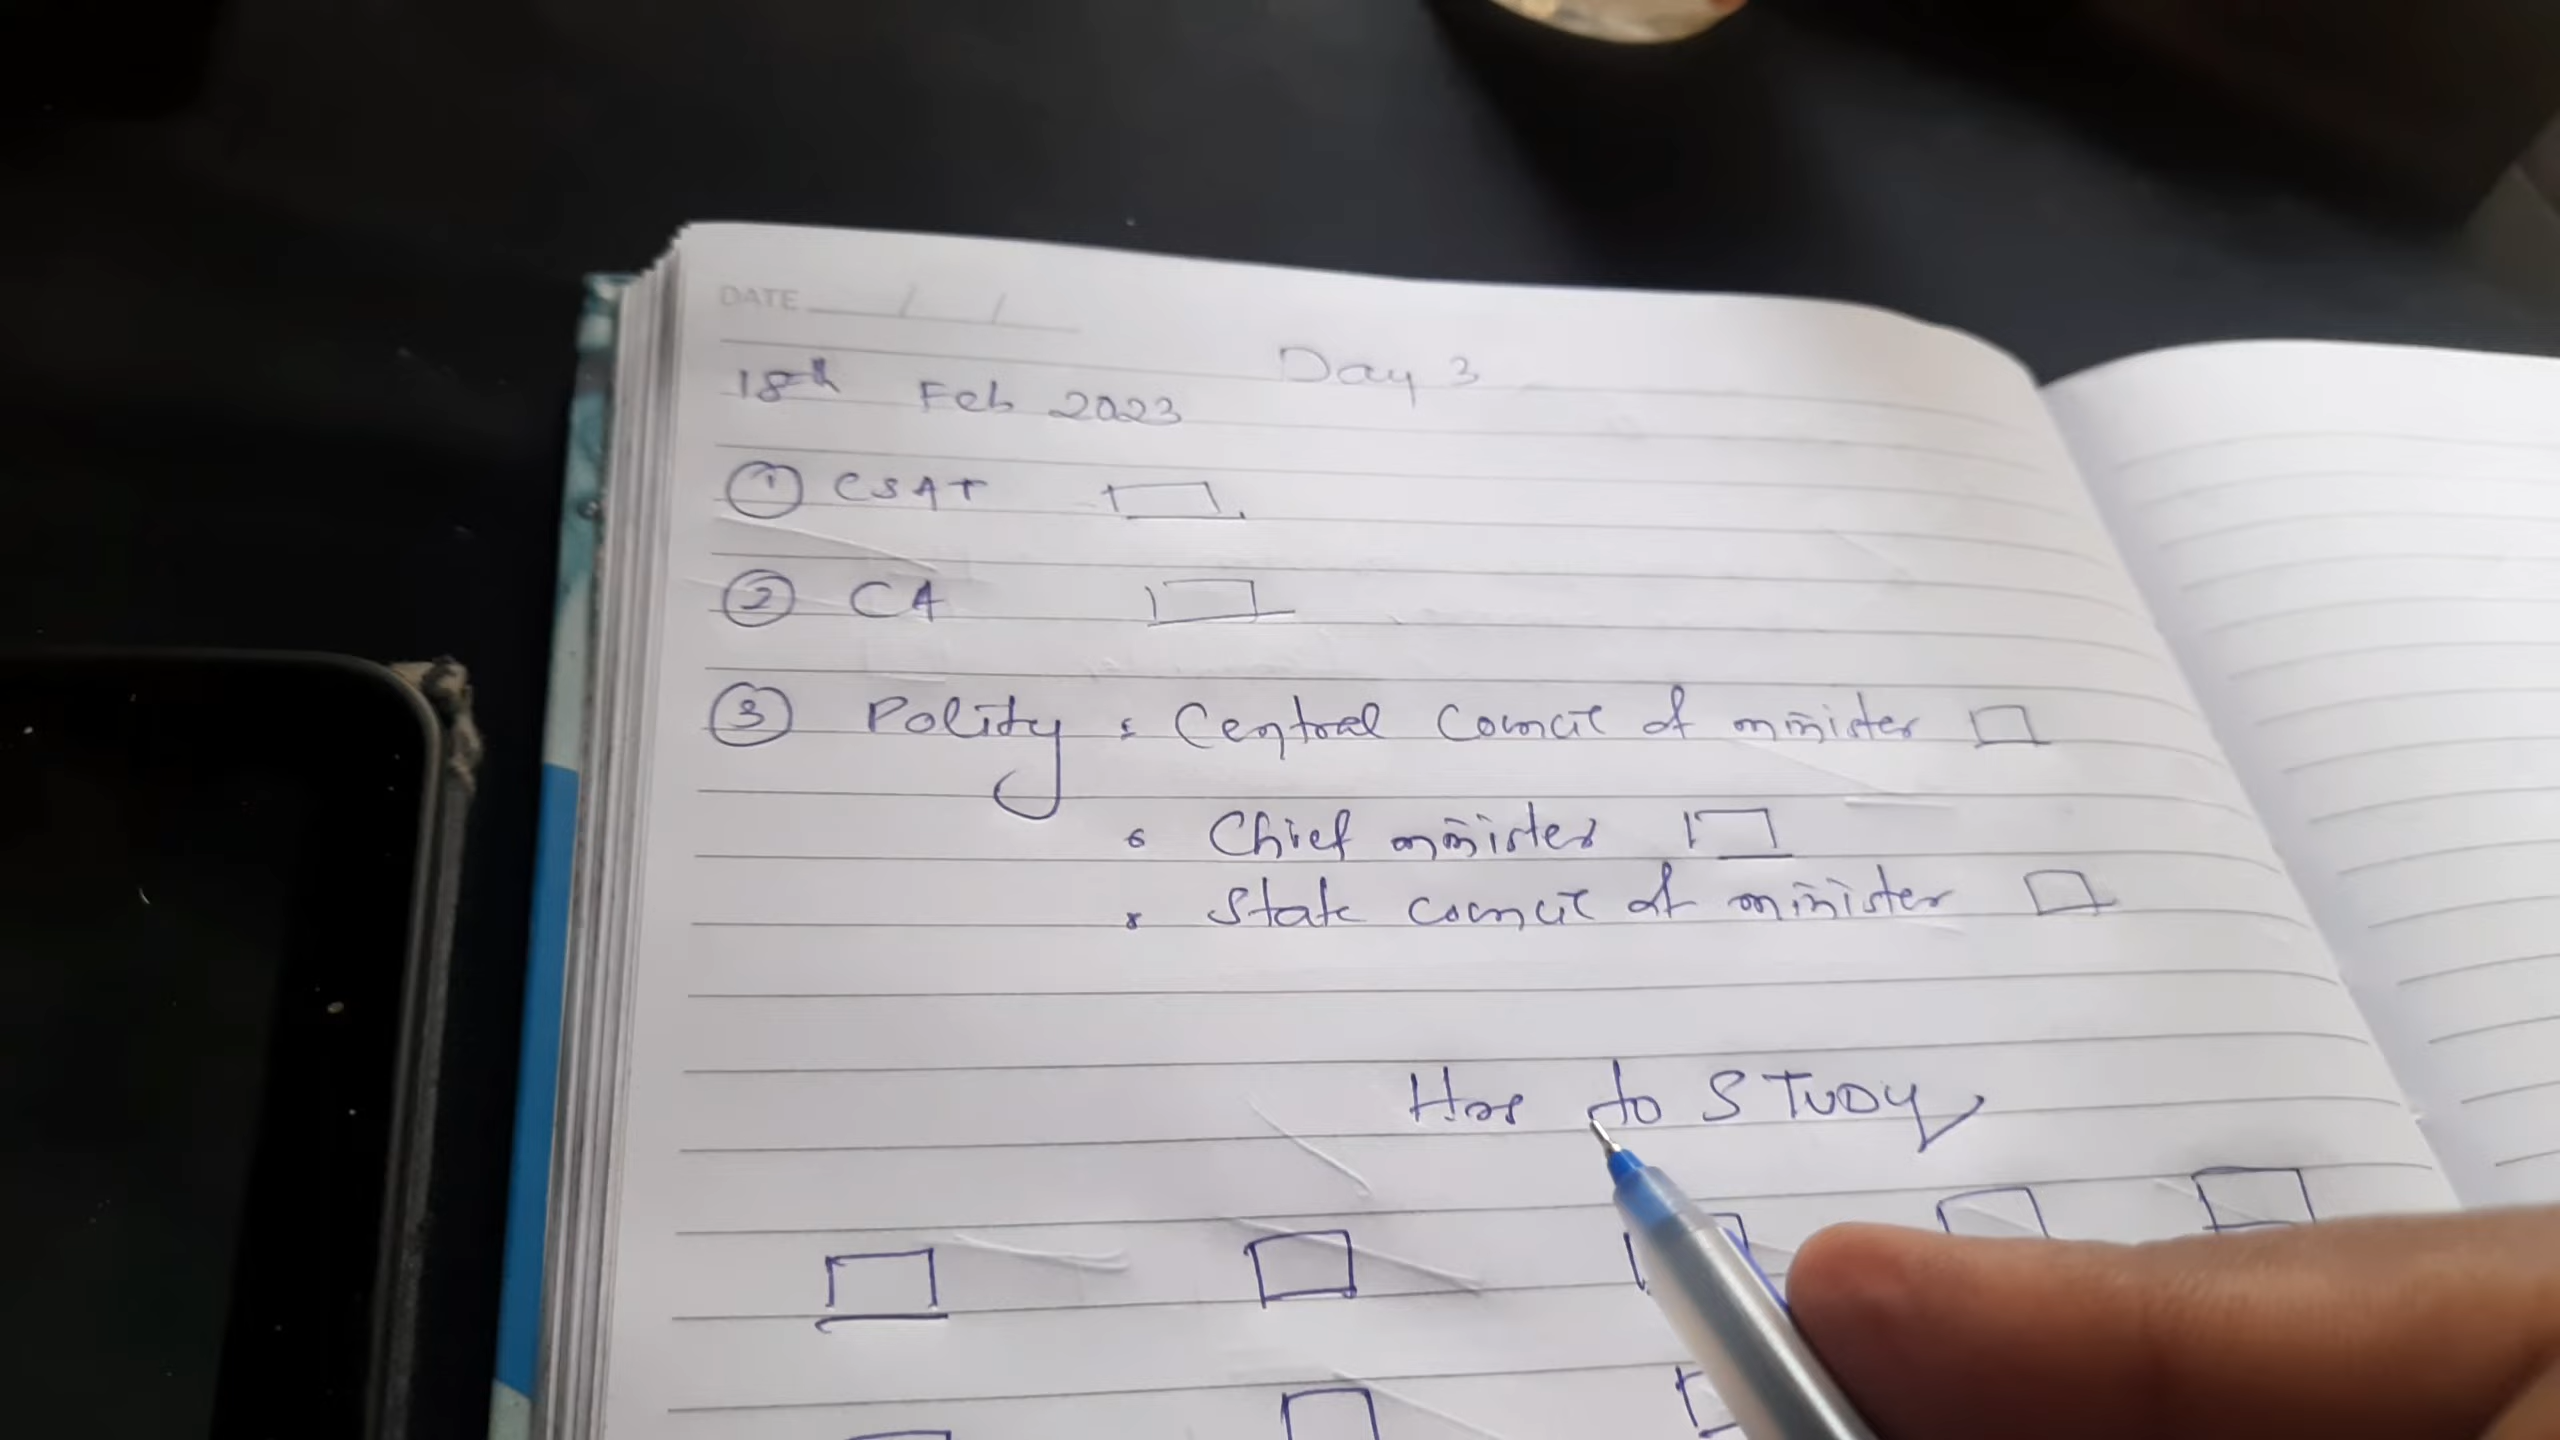 DATE / /
Day 3
18th Feb 2023
① CSAT
② CA
③ Polity : Central Council of minister
• Chief minister
• State council of minister
Hrs to STUDY